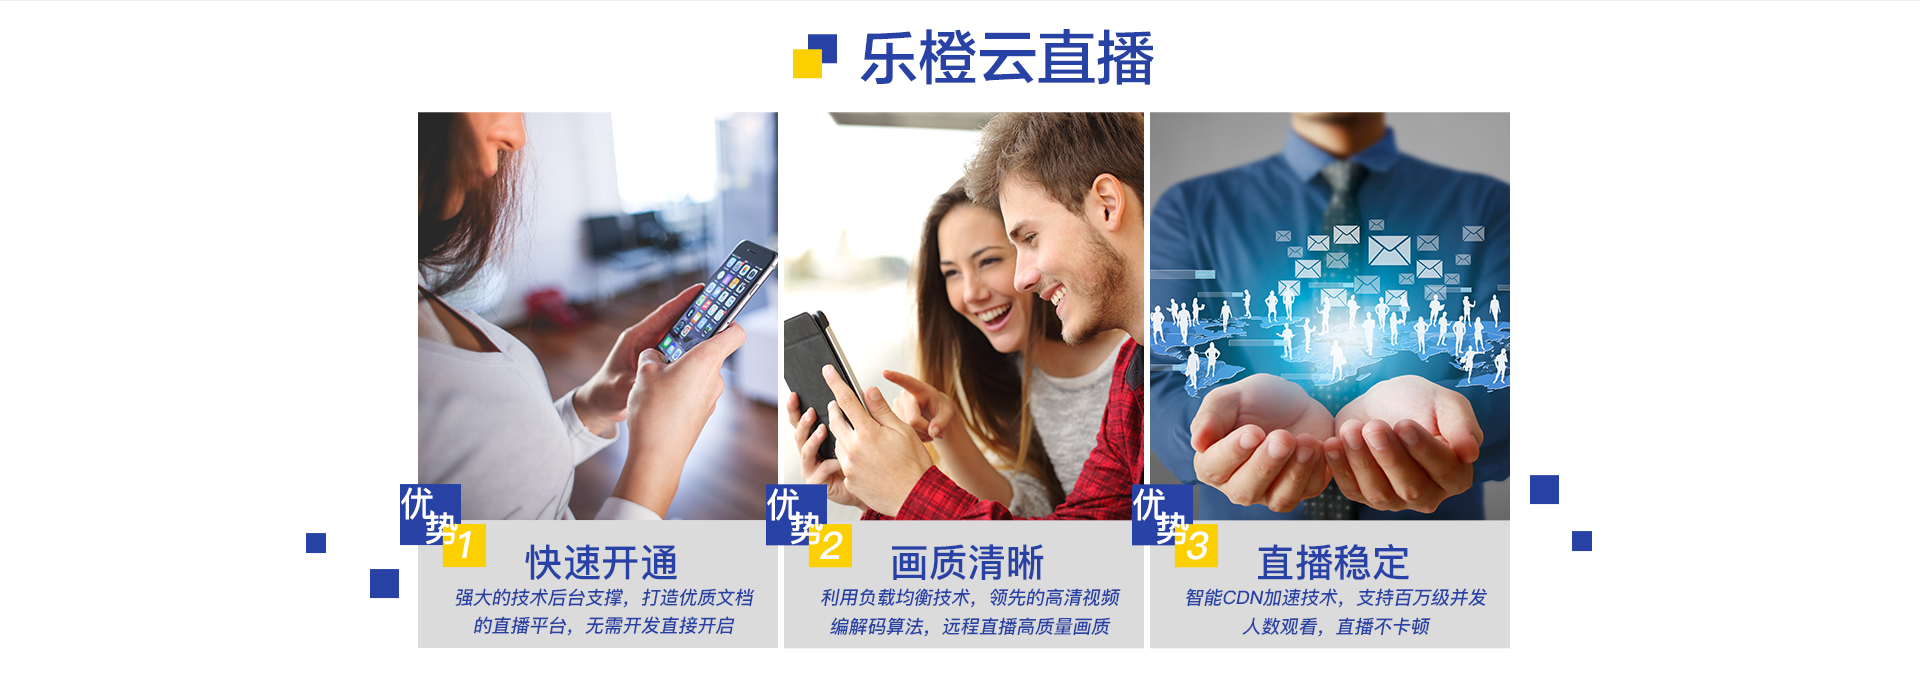 乐橙云直播
优势1
快速开通
强大的技术后台支撑，打造优质文档
的直播平台，无需开发直接开启
优势2
画质清晰
利用负载均衡技术，领先的高清视频
编解码算法，远程直播高质量画质
优势3
直播稳定
智能CDN加速技术，支持百万级并发
人数观看，直播不卡顿